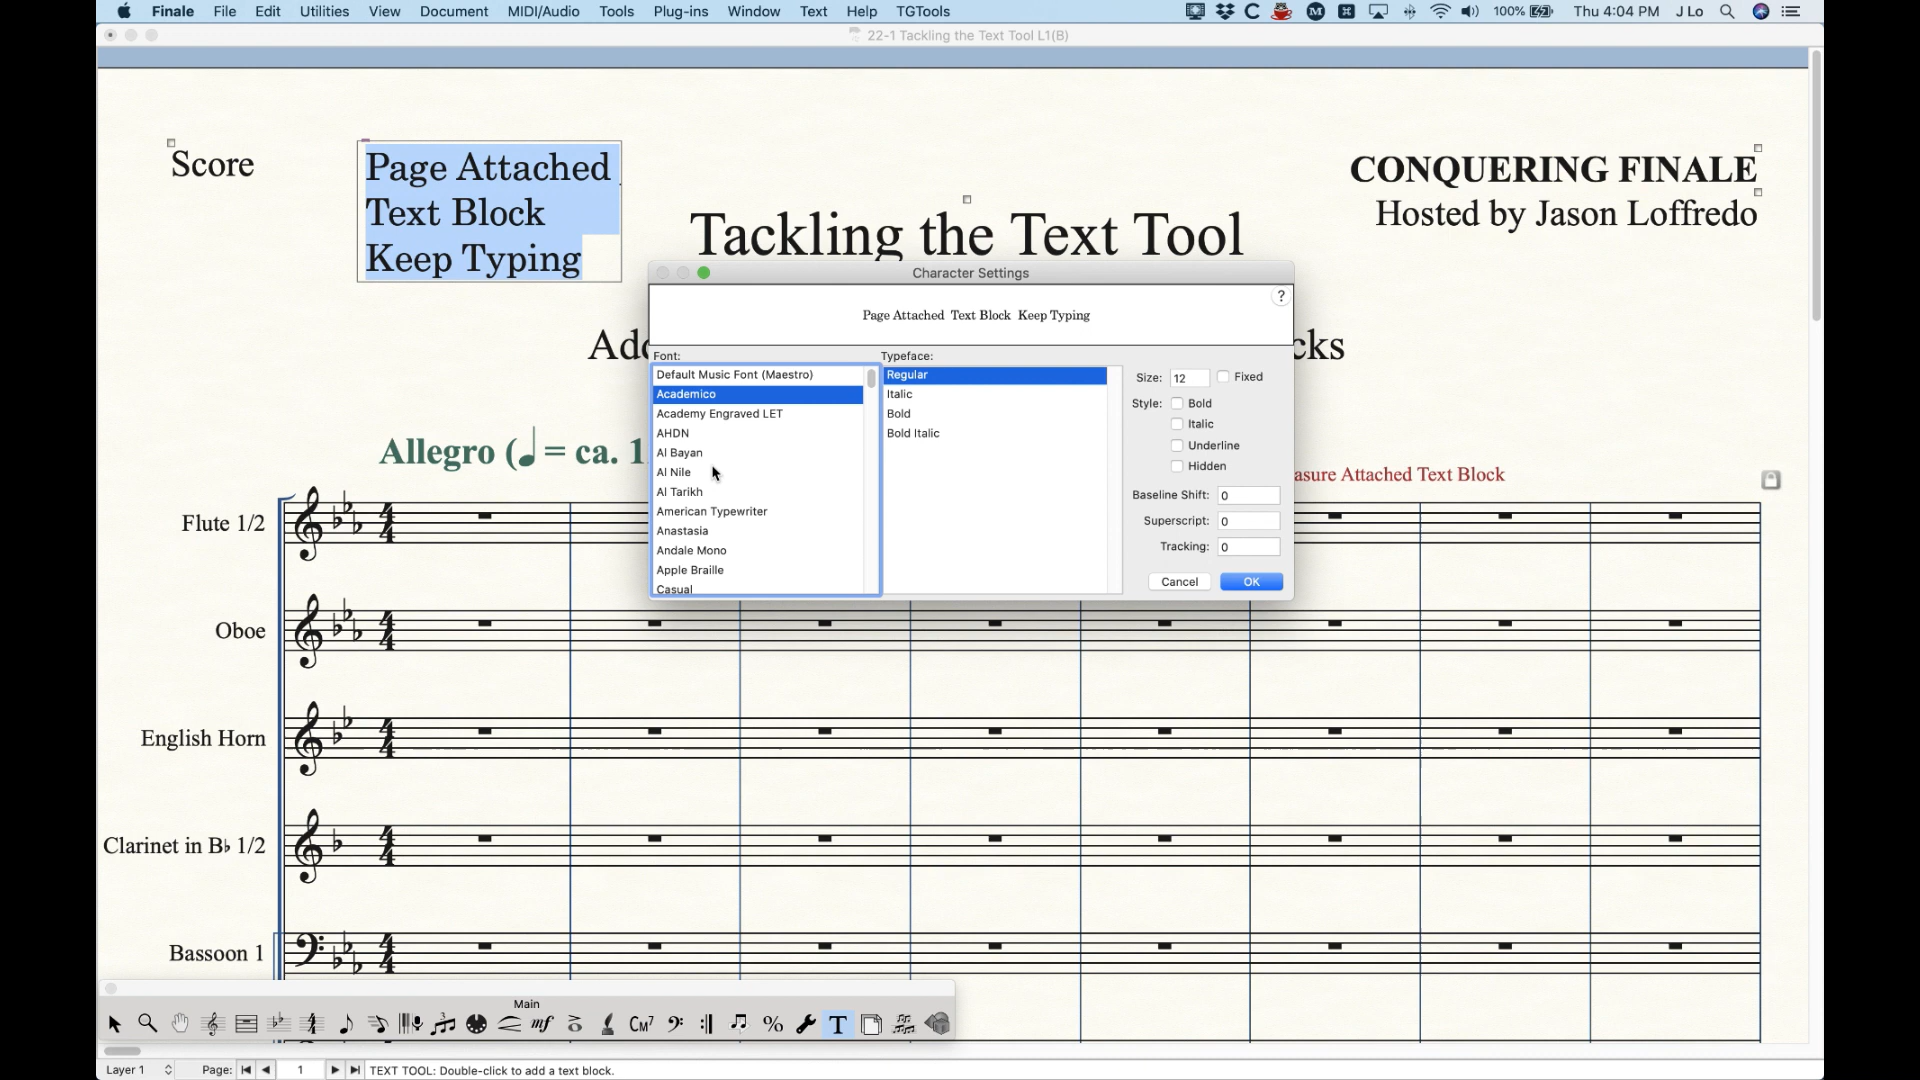 Finale File Edit Utilities View Document MIDI/Audio Tools Plug-ins Window Text Help TGTools 100% Thu 4:04 PM J Lo
22-1 Tackling the Text Tool L1(B)
Score
Page Attached
Text Block
Keep Typing
CONQUERING FINALE
Hosted by Jason Loffredo
Tackling the Text Tool
Character Settings
?
Page Attached Text Block Keep Typing
Font:
Typeface:
Default Music Font (Maestro)
Academico
Academy Engraved LET
AHDN
Al Bayan
Al Nile
Al Tarikh
American Typewriter
Anastasia
Andale Mono
Apple Braille
Casual
Regular
Italic
Bold
Bold Italic
Size: 12 Fixed
Style: Bold
Italic
Underline
Hidden
Baseline Shift: 0
Superscript: 0
Tracking: 0
Cancel OK
Allegro (♩ = ca. 1
Measure Attached Text Block
Flute 1/2
Oboe
English Horn
Clarinet in B♭ 1/2
Bassoon 1
Main
mf CM7 % T
Layer 1 Page: 1 TEXT TOOL: Double-click to add a text block.